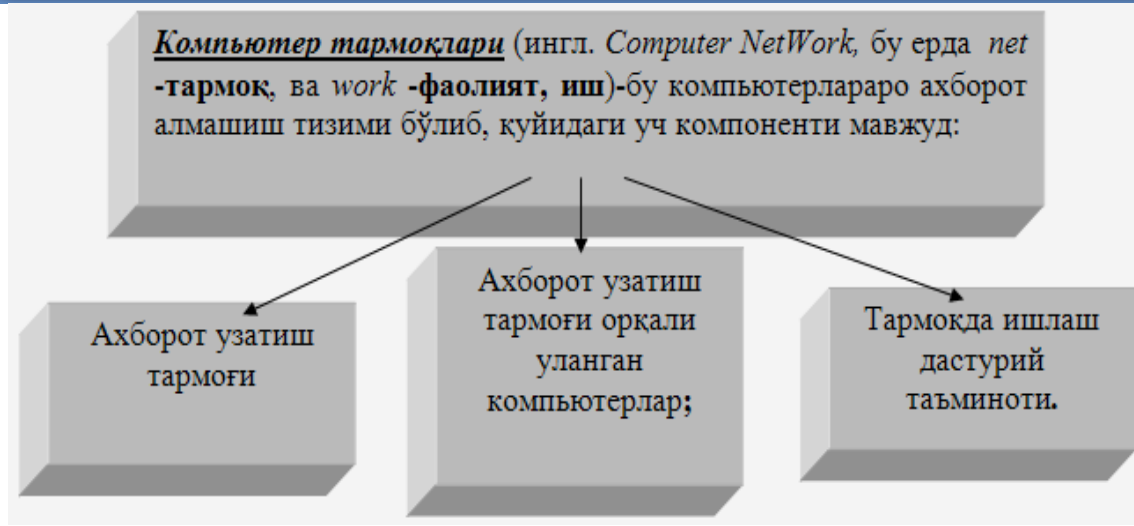 Компьютер тармоқлари (ингл. Computer NetWork, бу ерда net
-тармоқ, ва work -фаолият, иш)-бу компьютерлараро ахборот
алмашиш тизими бўлиб, қуйидаги уч компоненти мавжуд:
Ахборот узатиш
тармоғи
Ахборот узатиш
тармоғи орқали
уланган
компьютерлар;
Тармоқда ишлаш
дастурий
таъминоти.